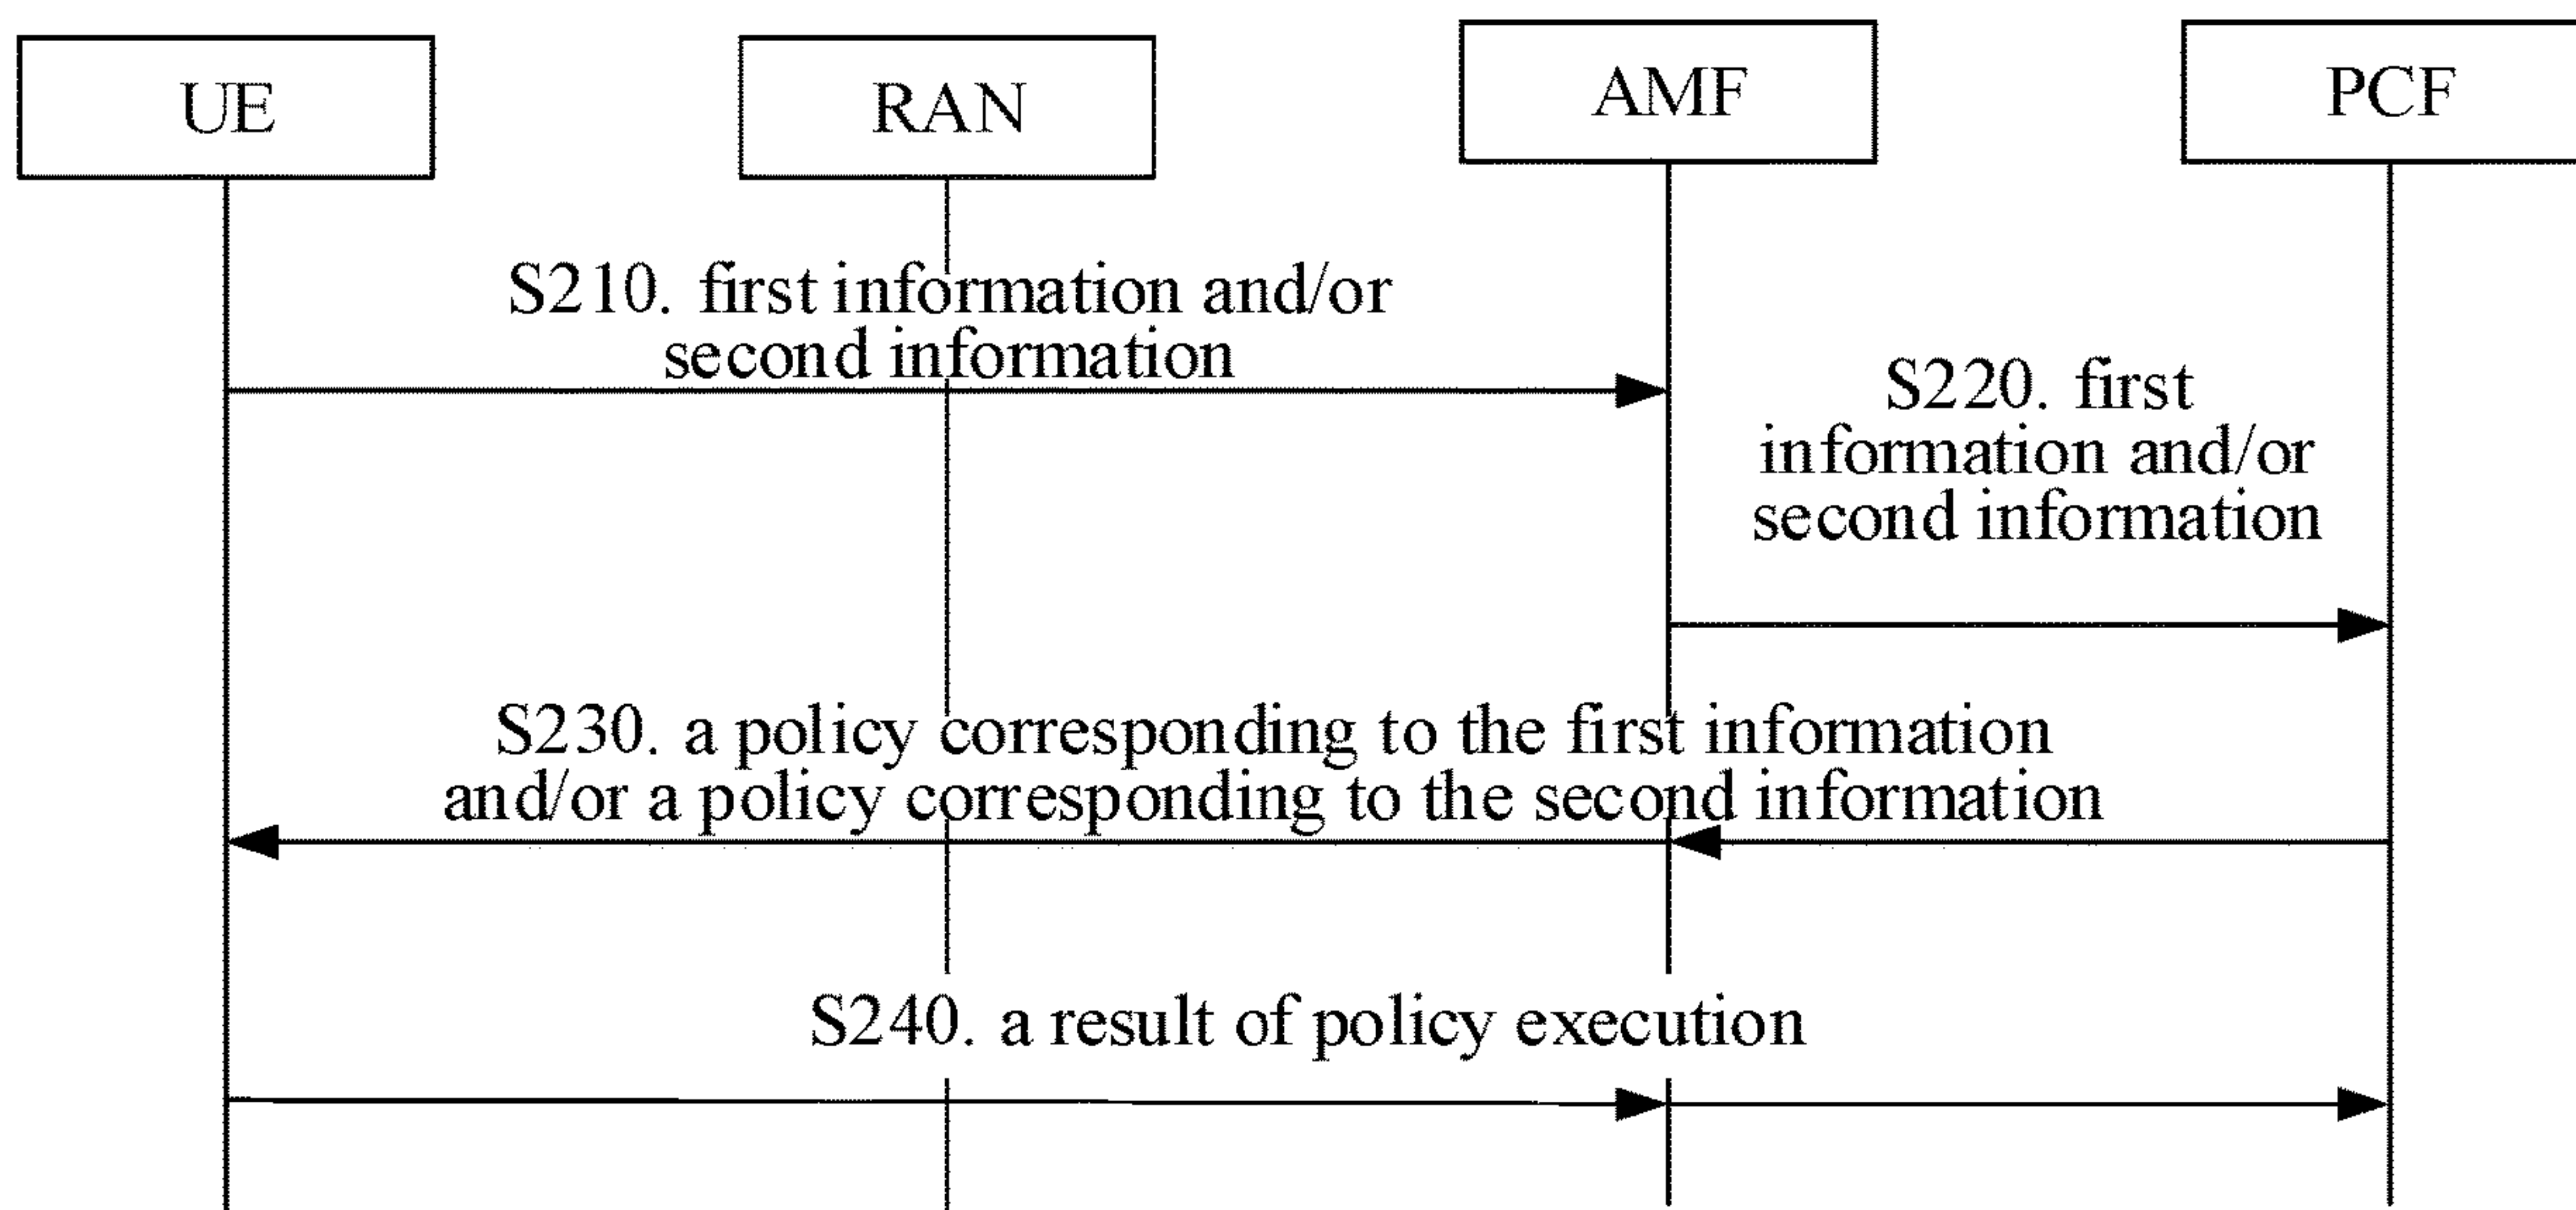 UE
RAN
AMF
PCF
S210. first information and/or
second information
S220. first
information and/or
second information
S230. a policy corresponding to the first information
and/or a policy corresponding to the second information
S240. a result of policy execution